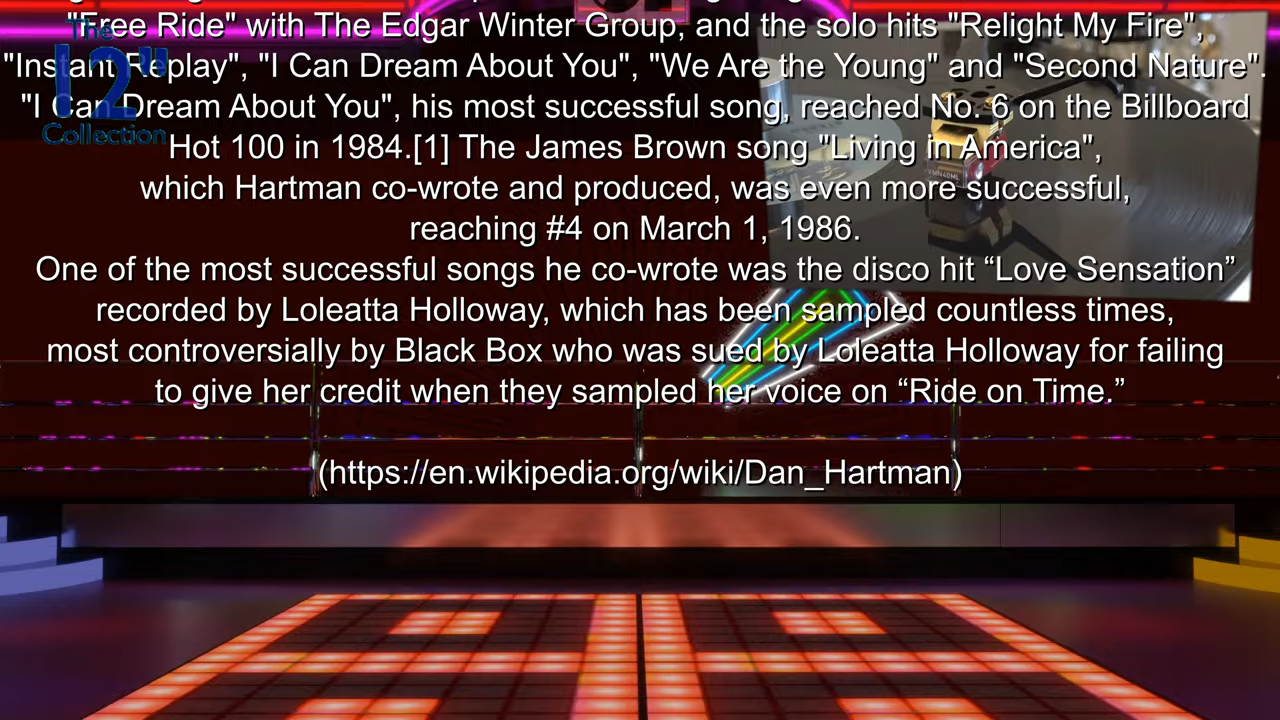 "Free Ride" with The Edgar Winter Group, and the solo hits "Relight My Fire",
"Instant Replay", "I Can Dream About You", "We Are the Young" and "Second Nature".
"I Can Dream About You", his most successful song, reached No. 6 on the Billboard
Hot 100 in 1984.[1] The James Brown song "Living in America",
which Hartman co-wrote and produced, was even more successful,
reaching #4 on March 1, 1986.
One of the most successful songs he co-wrote was the disco hit “Love Sensation”
recorded by Loleatta Holloway, which has been sampled countless times,
most controversially by Black Box who was sued by Loleatta Holloway for failing
to give her credit when they sampled her voice on “Ride on Time.”
(https://en.wikipedia.org/wiki/Dan_Hartman)
The
12"
Collection
VMN40ML